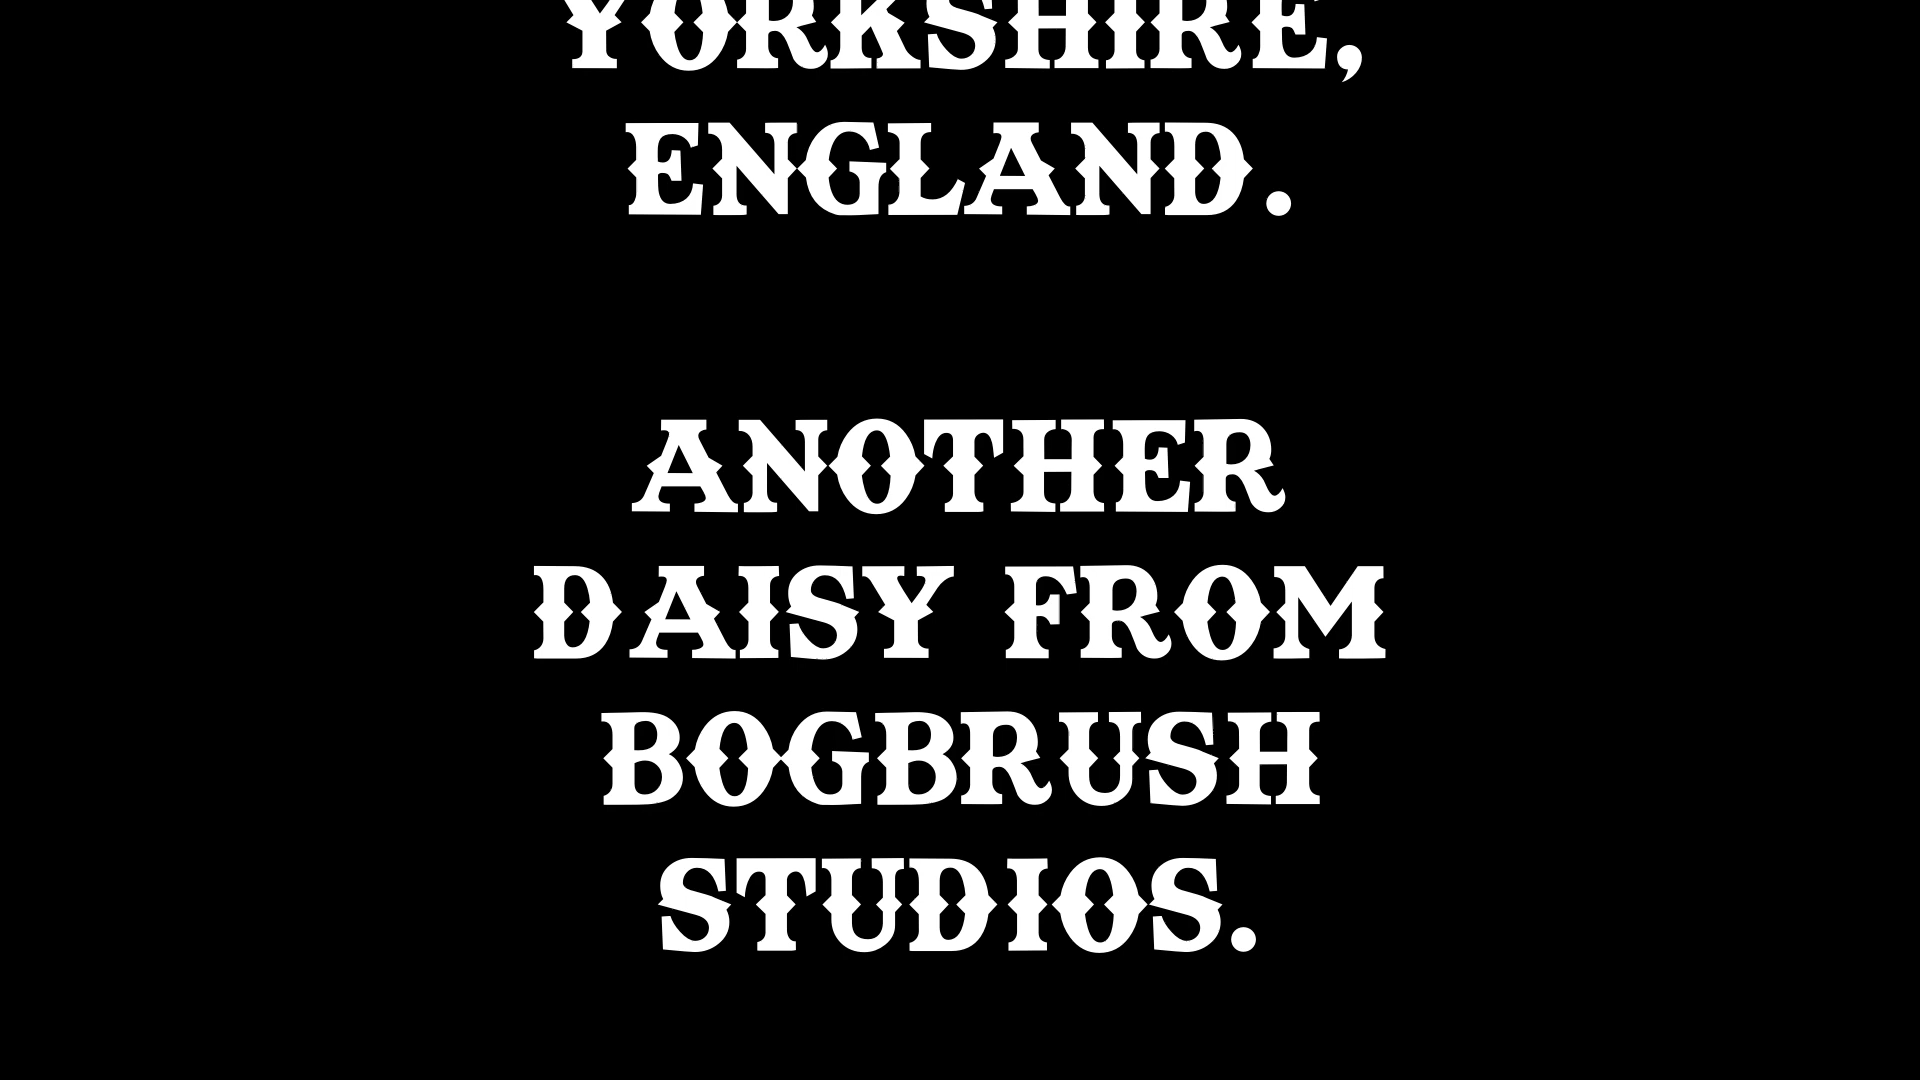 YORKSHIRE,
ENGLAND.
ANOTHER
DAISY FROM
BOGBRUSH
STUDIOS.